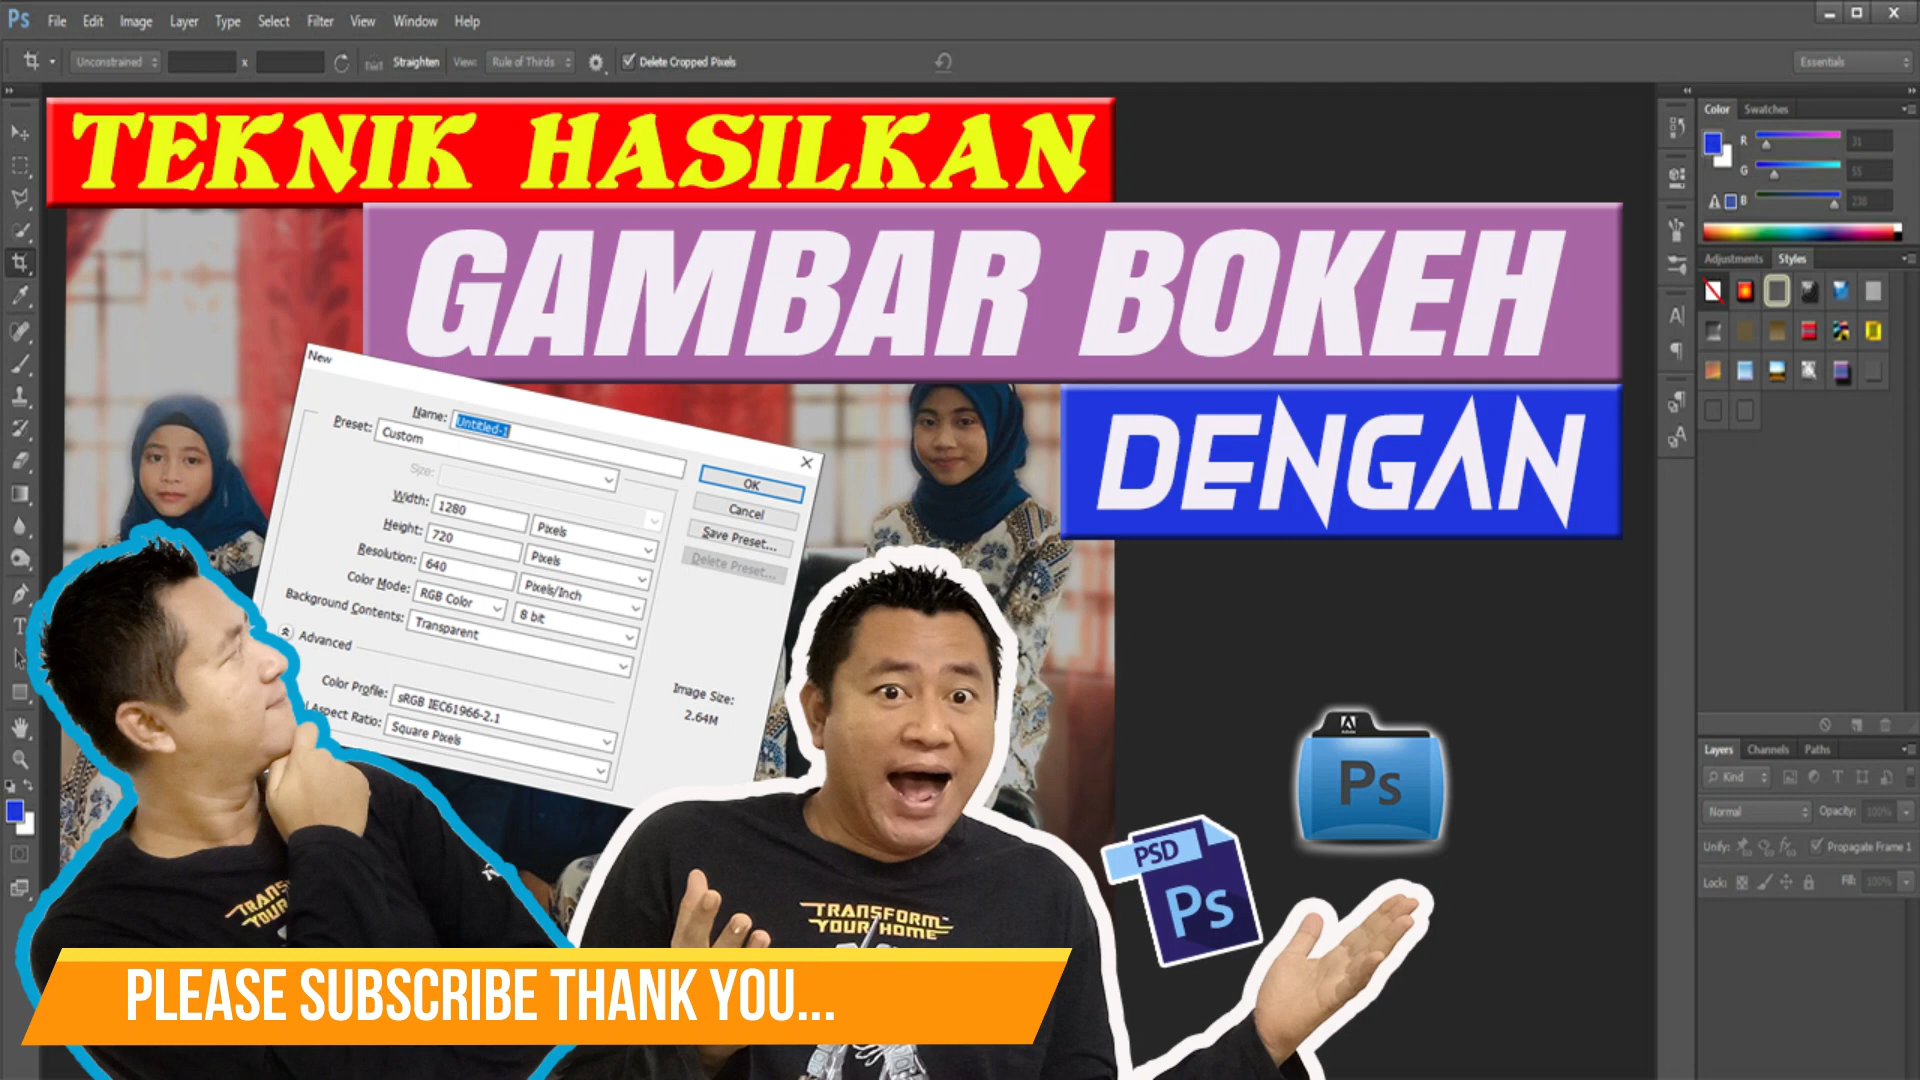 Ps File Edit Image Layer Type Select Filter View Window Help
Unconstrained x Straighten View: Rule of Thirds Delete Cropped Pixels Essentials
TEKNIK HASILKAN
GAMBAR BOKEH
DENGAN
New
Name: Untitled-1
Preset: Custom
Size:
Width: 1280 Pixels
Height: 720 Pixels
Resolution: 640 Pixels/Inch
Color Mode: RGB Color 8 bit
Background Contents: Transparent
Advanced
Color Profile: sRGB IEC61966-2.1
Aspect Ratio: Square Pixels
OK
Cancel
Save Preset...
Delete Preset...
Image Size:
2.64M
Color Swatches
R 31
G 55
B 238
Adjustments Styles
Layers Channels Paths
Kind
Normal Opacity: 100%
Unify: Propagate Frame 1
Lock: Fill: 100%
Adobe
Ps
PSD
Ps
TRANSFORM
YOUR
TRANSFORM
YOUR HOME
PLEASE SUBSCRIBE THANK YOU...